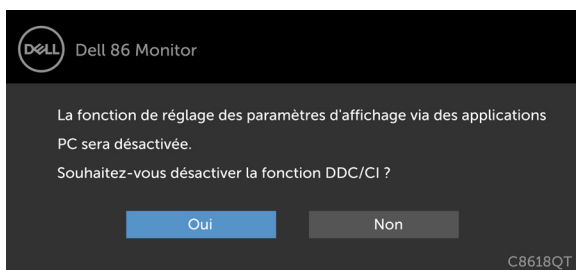 DELL Dell 86 Monitor
La fonction de réglage des paramètres d'affichage via des applications
PC sera désactivée.
Souhaitez-vous désactiver la fonction DDC/CI ?
Oui Non
C8618QT